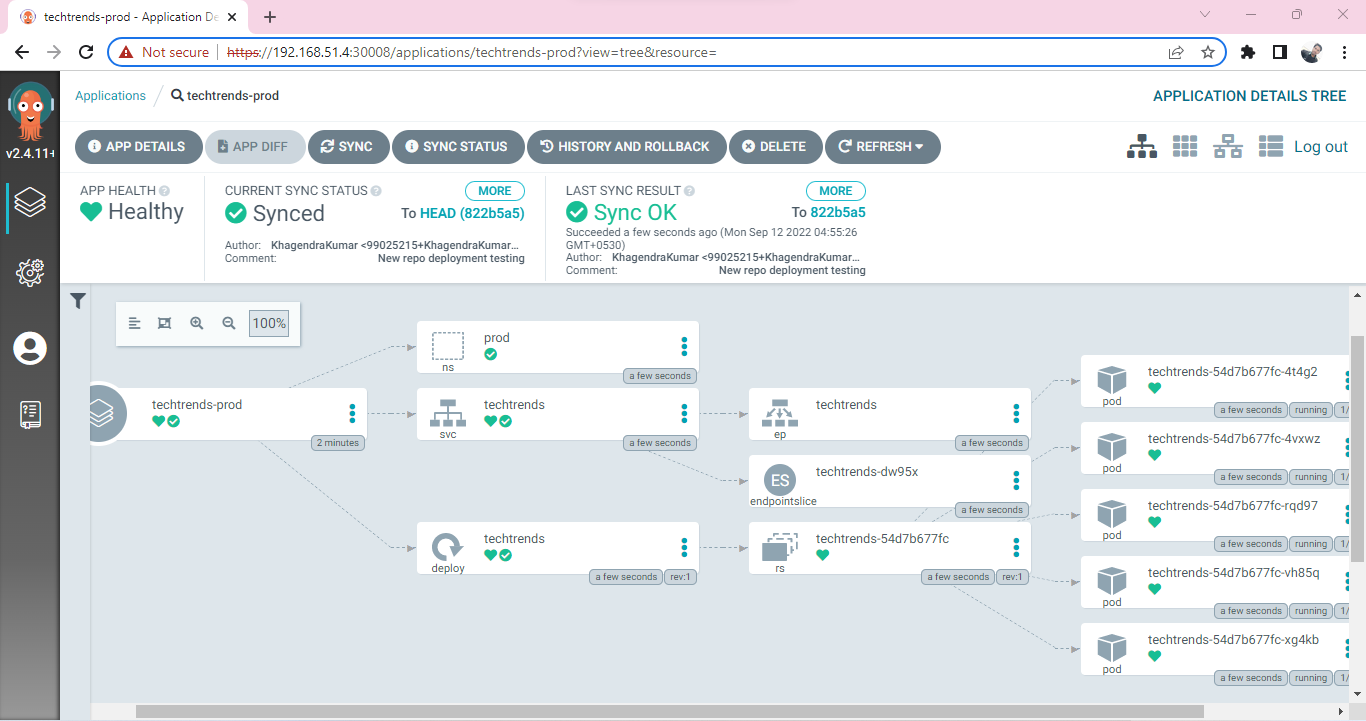 techtrends-prod - Application De
Not secure https://192.168.51.4:30008/applications/techtrends-prod?view=tree&resource=
v2.4.11+
Applications / techtrends-prod
APPLICATION DETAILS TREE
APP DETAILS
APP DIFF
SYNC
SYNC STATUS
HISTORY AND ROLLBACK
DELETE
REFRESH
Log out
APP HEALTH
Healthy
CURRENT SYNC STATUS
MORE
Synced
To HEAD (822b5a5)
Author: KhagendraKumar <99025215+KhagendraKumar...
Comment: New repo deployment testing
LAST SYNC RESULT
MORE
Sync OK
To 822b5a5
Succeeded a few seconds ago (Mon Sep 12 2022 04:55:26
GMT+0530)
Author: KhagendraKumar <99025215+KhagendraKumar...
Comment: New repo deployment testing
100%
techtrends-prod
2 minutes
prod
ns
a few seconds
techtrends
svc
a few seconds
techtrends
deploy
a few seconds rev:1
techtrends
ep
a few seconds
ES
techtrends-dw95x
endpointslice
a few seconds
techtrends-54d7b677fc
rs
a few seconds rev:1
techtrends-54d7b677fc-4t4g2
pod
a few seconds running 1/
techtrends-54d7b677fc-4vxwz
pod
a few seconds running 1/
techtrends-54d7b677fc-rqd97
pod
a few seconds running 1/
techtrends-54d7b677fc-vh85q
pod
a few seconds running 1/
techtrends-54d7b677fc-xg4kb
pod
a few seconds running 1/